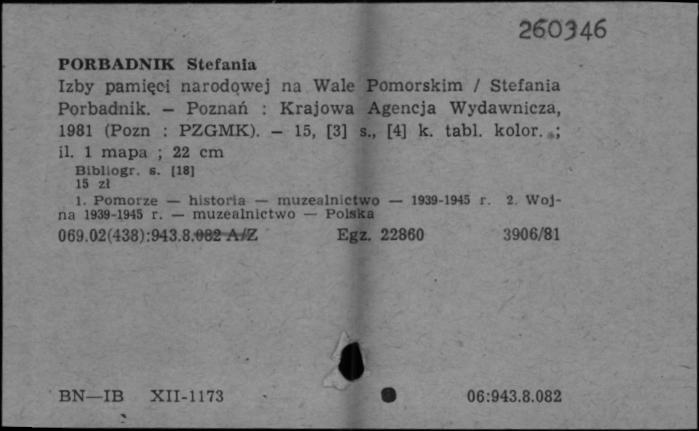 260346
PORBADNIK Stefania
Izby pamięci narodowej na Wale Pomorskim / Stefania
Porbadnik. — Poznań : Krajowa Agencja Wydawnicza,
1981 (Pozn : PZGMK). — 15, [3] s., [4] k. tabl. kolor. ;
il. 1 mapa ; 22 cm
Bibliogr. s. [18]
15 zł
1. Pomorze — historia — muzealnictwo — 1939-1945 r. 2. Woj-
na 1939-1945 r. — muzealnictwo — Polska
069.02(438):943.8.082 A/Z Egz. 22860 3906/81
BN—IB XII-1173 06:943.8.082